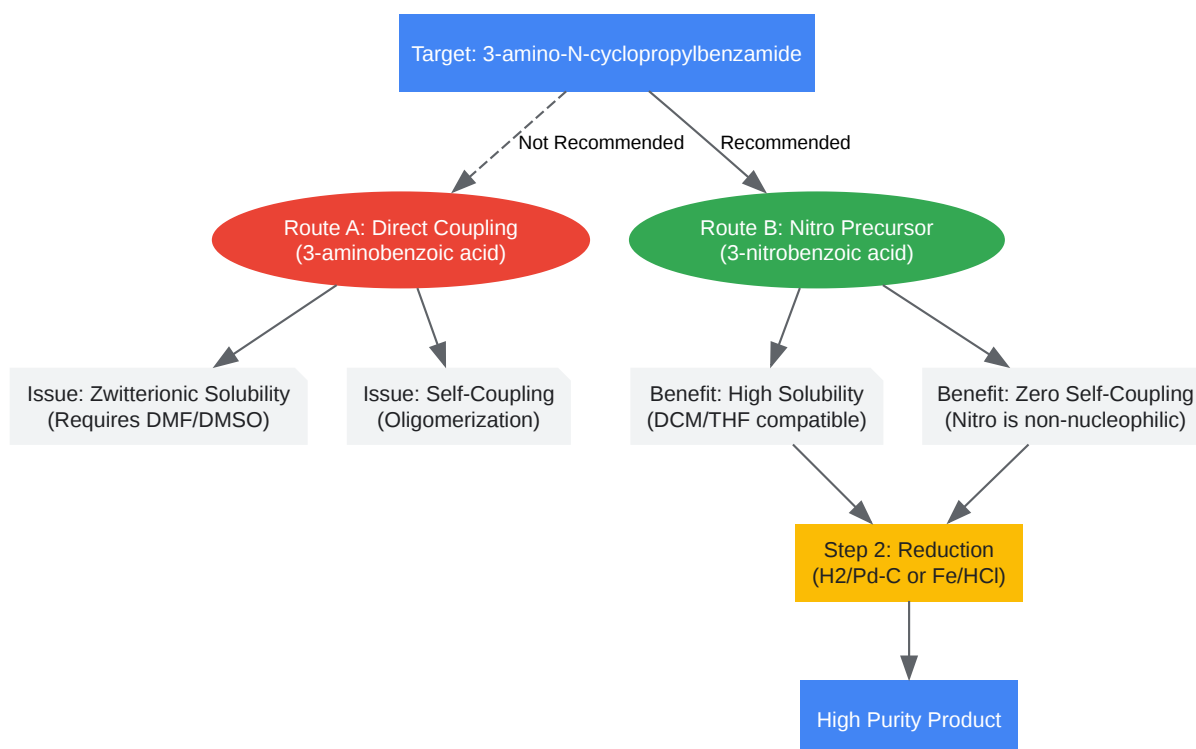 Target: 3-amino-N-cyclopropylbenzamide
Not Recommended
Recommended
Route A: Direct Coupling
(3-aminobenzoic acid)
Route B: Nitro Precursor
(3-nitrobenzoic acid)
Issue: Zwitterionic Solubility
(Requires DMF/DMSO)
Issue: Self-Coupling
(Oligomerization)
Benefit: High Solubility
(DCM/THF compatible)
Benefit: Zero Self-Coupling
(Nitro is non-nucleophilic)
Step 2: Reduction
(H2/Pd-C or Fe/HCl)
High Purity Product